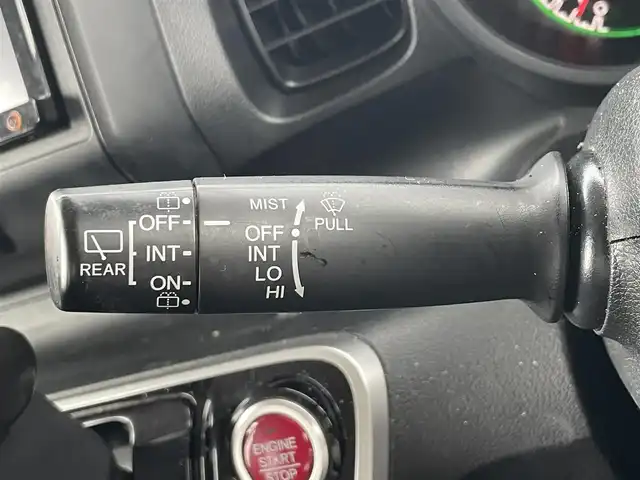 OFF
INT
ON
REAR
MIST
OFF
INT
LO
HI
PULL
ENGINE
START
STOP